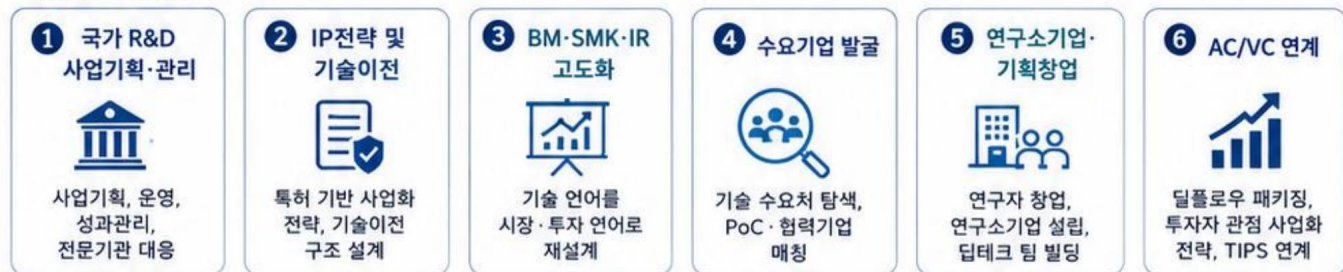 1 국가 R&D
사업기획·관리
사업기획, 운영,
성과관리,
전문기관 대응
2 IP전략 및
기술이전
특허 기반 사업화
전략, 기술이전
구조 설계
3 BM·SMK·IR
고도화
기술 언어를
시장·투자 언어로
재설계
4 수요기업 발굴
기술 수요처 탐색,
PoC·협력기업
매칭
5 연구소기업·
기획창업
연구자 창업,
연구소기업 설립,
딥테크 팀 빌딩
6 AC/VC 연계
딜플로우 패키징,
투자자 관점 사업화
전략, TIPS 연계